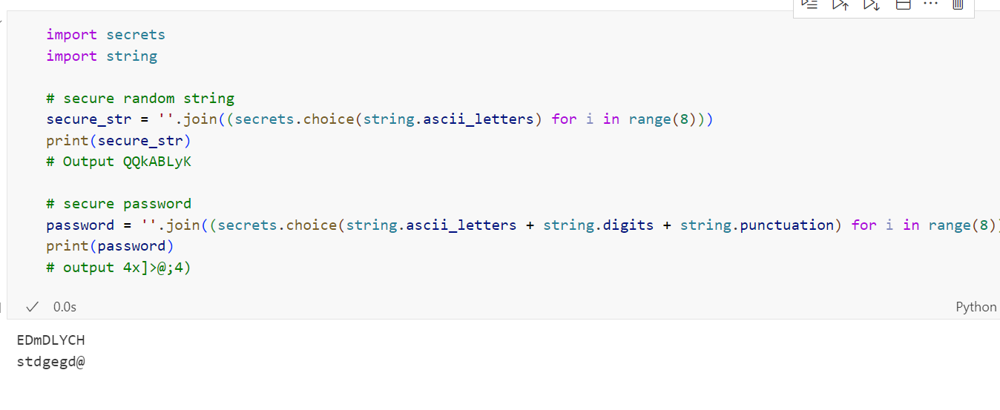 import secrets
import string
# secure random string
secure_str = ''.join((secrets.choice(string.ascii_letters) for i in range(8)))
print(secure_str)
# Output QQkABLyK
# secure password
password = ''.join((secrets.choice(string.ascii_letters + string.digits + string.punctuation) for i in range(8)
print(password)
# output 4x]>@;4)
0.0s
Python
EDmDLYCH
stdgegd@